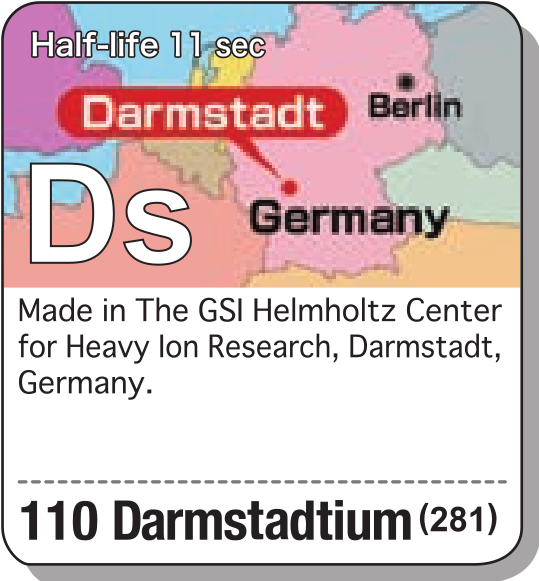 Half-life 11 sec
Darmstadt
Berlin
Ds
Germany
Made in The GSI Helmholtz Center
for Heavy Ion Research, Darmstadt,
Germany.
110 Darmstadtium (281)